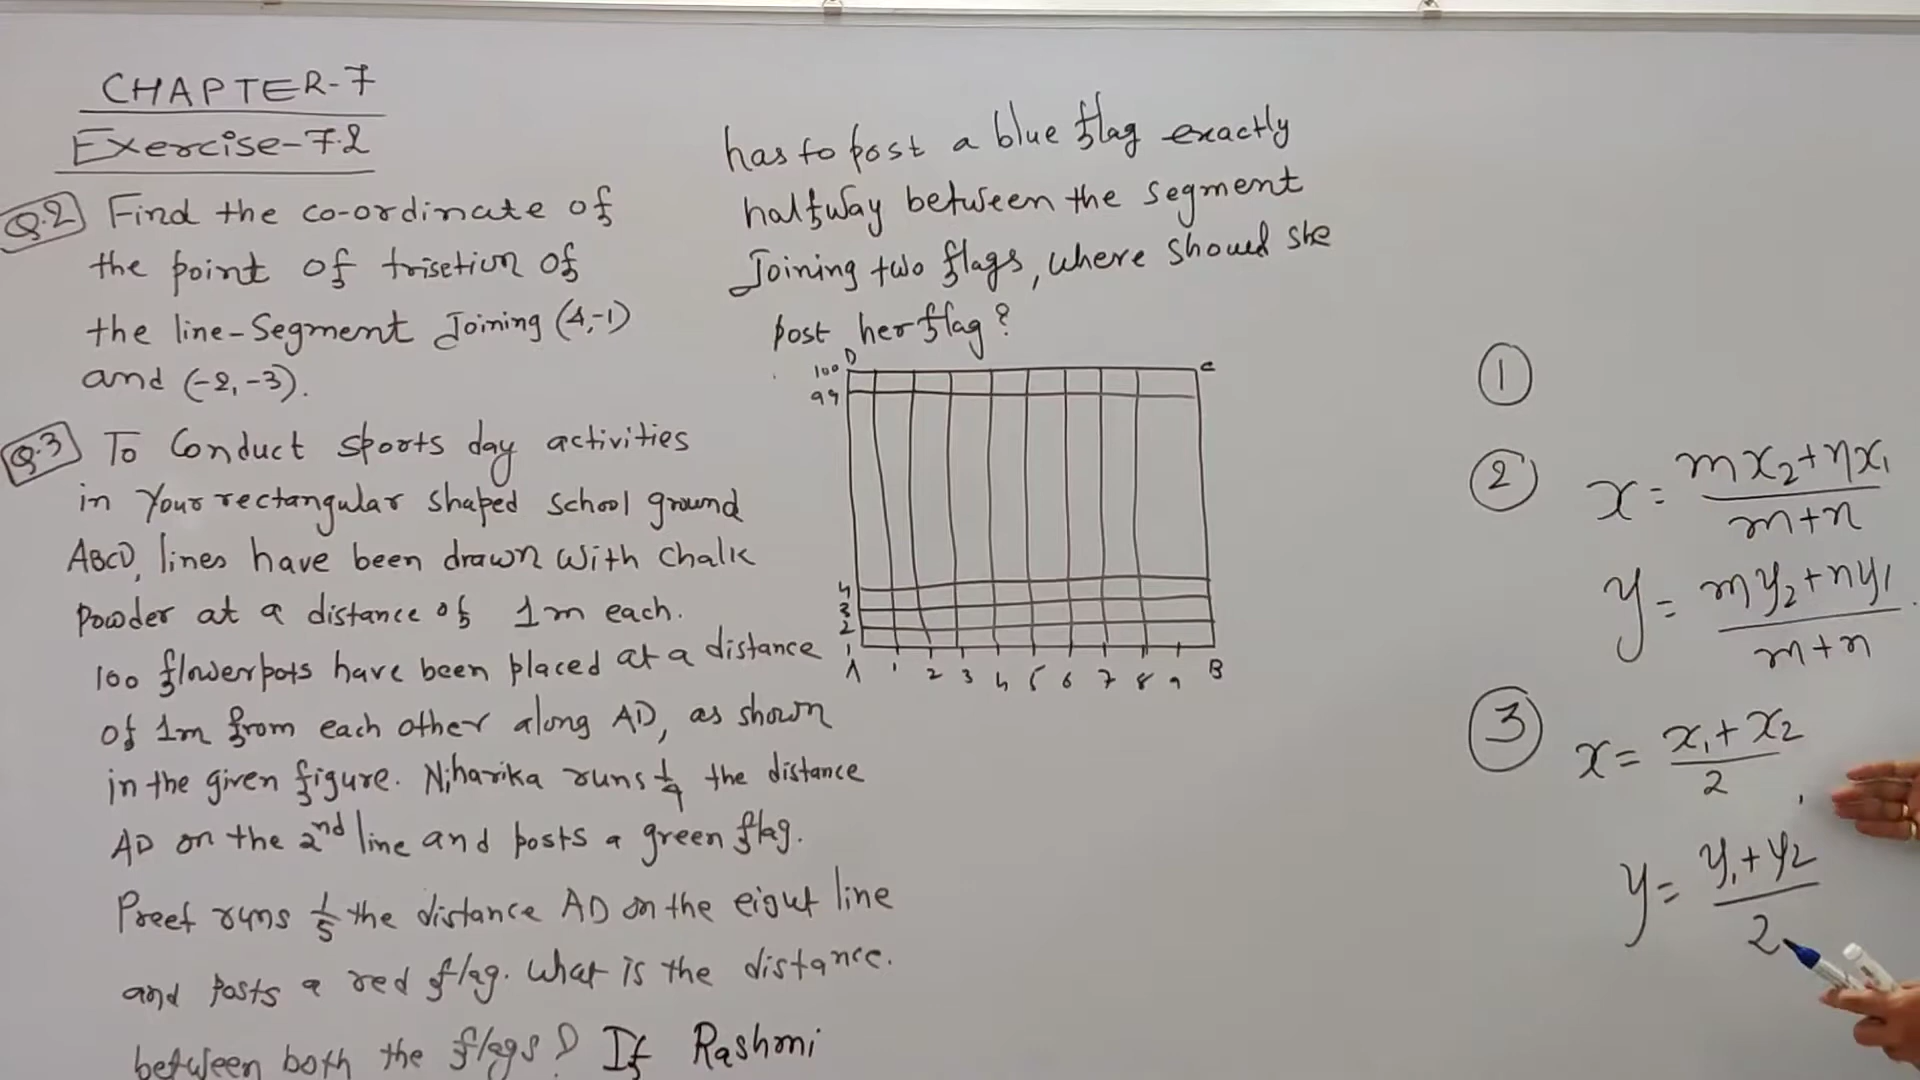 CHAPTER-7
Exercise-7.2
Q.2 Find the co-ordinate of
the point of trisetion of
the line-Segment Joining (4,-1)
and (-2,-3).
Q.3 To Conduct sports day activities
in Your rectangular shaped school ground
ABCD, lines have been drawn with chalk
Powder at a distance of 1m each.
100 flowerpots have been placed at a distance
of 1m from each other along AD, as shown
in the given figure. Niharika runs 1/4 the distance
AD on the 2nd line and posts a green flag.
Preet runs 1/5 the distance AD on the eigut line
and posts a red flag. What is the distance.
between both the flags? If Rashmi
has to post a blue flag exactly
halfway between the segment
Joining two flags, where should she
post her flag?
D C
100
99
4
3
2
1
A 1 2 3 4 5 6 7 8 9 B
①
② x = mx₂+nx₁ / m+n
y = my₂+ny₁ / m+n
③ x = x₁+x₂ / 2 ,
y = y₁+y₂ / 2